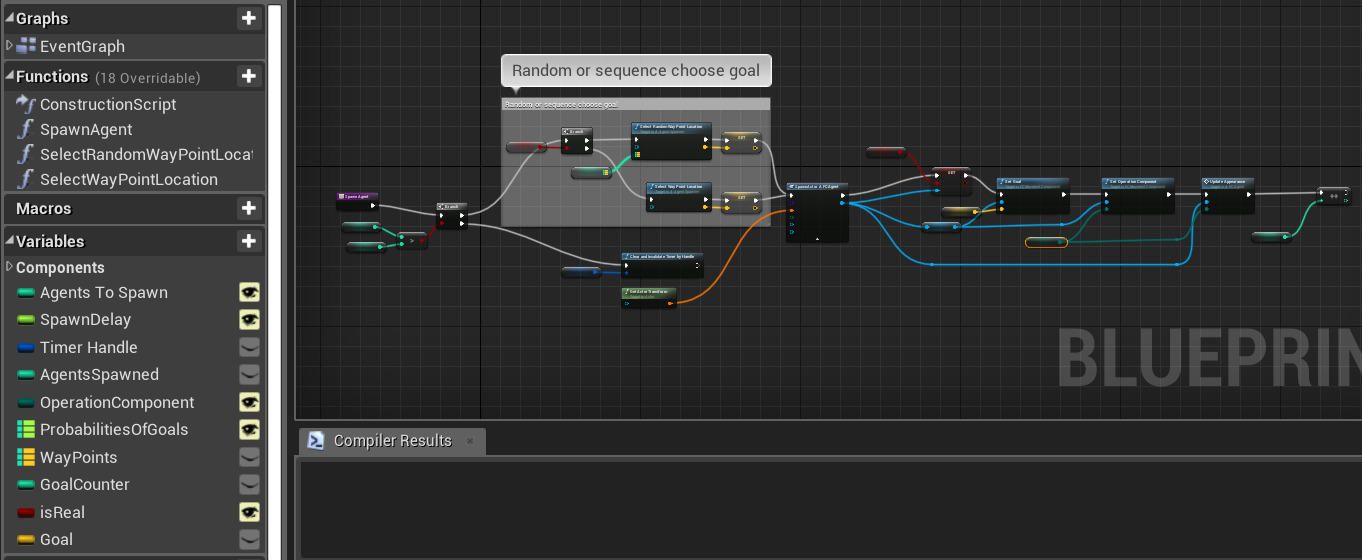 Graphs
EventGraph
Functions (18 Overridable)
ConstructionScript
SpawnAgent
SelectRandomWayPointLocat
SelectWayPointLocation
Macros
Variables
Components
Agents To Spawn
SpawnDelay
Timer Handle
AgentsSpawned
OperationComponent
ProbabilitiesOfGoals
WayPoints
GoalCounter
isReal
Goal
Random or sequence choose goal
Random or sequence choose goal
Branch
Select Random Way Point Location
SET
Select Way Point Location
SET
Spawn Agent
Branch
>
Clear and Invalidate Timer by Handle
Get Actor Transform
SpawnActor A FCAgent
SET
Set Goal
Set Operation Component
Update Appearance
++
BLUEPRIN
Compiler Results